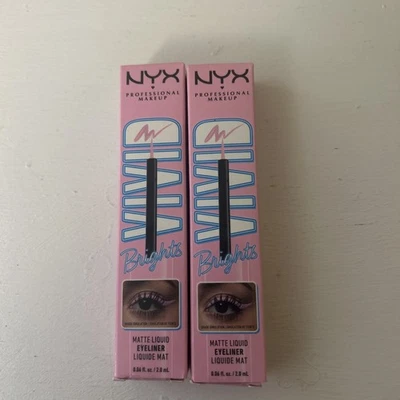 NYX
PROFESSIONAL
MAKEUP
VIVID
Brights
MATTE LIQUID
EYELINER
LIQUIDE MAT
0.06 fl. oz / 2.0 mL
NYX
PROFESSIONAL
MAKEUP
VIVID
Brights
MATTE LIQUID
EYELINER
LIQUIDE MAT
0.06 fl. oz / 2.0 mL